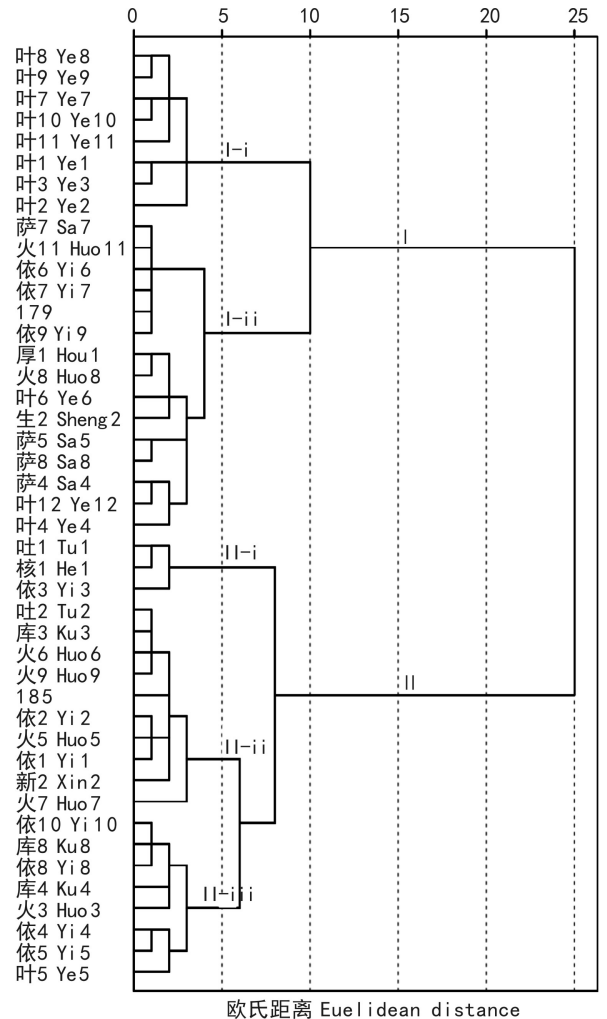 0 5 10 15 20 25
叶8 Ye8
叶9 Ye9
叶7 Ye7
叶10 Ye10
叶11 Ye11
I-i
叶1 Ye1
叶3 Ye3
叶2 Ye2
萨7 Sa7
I
火11 Huo11
依6 Yi6
依7 Yi7
179
I-ii
依9 Yi9
厚1 Hou1
火8 Huo8
叶6 Ye6
生2 Sheng2
萨5 Sa5
萨8 Sa8
萨4 Sa4
叶12 Ye12
叶4 Ye4
吐1 Tu1
II-i
核1 He1
依3 Yi3
吐2 Tu2
库3 Ku3
火6 Huo6
火9 Huo9
II
185
依2 Yi2
火5 Huo5
II-ii
依1 Yi1
新2 Xin2
火7 Huo7
依10 Yi10
库8 Ku8
依8 Yi8
库4 Ku4
II-iii
火3 Huo3
依4 Yi4
依5 Yi5
叶5 Ye5
欧氏距离 Euelidean distance